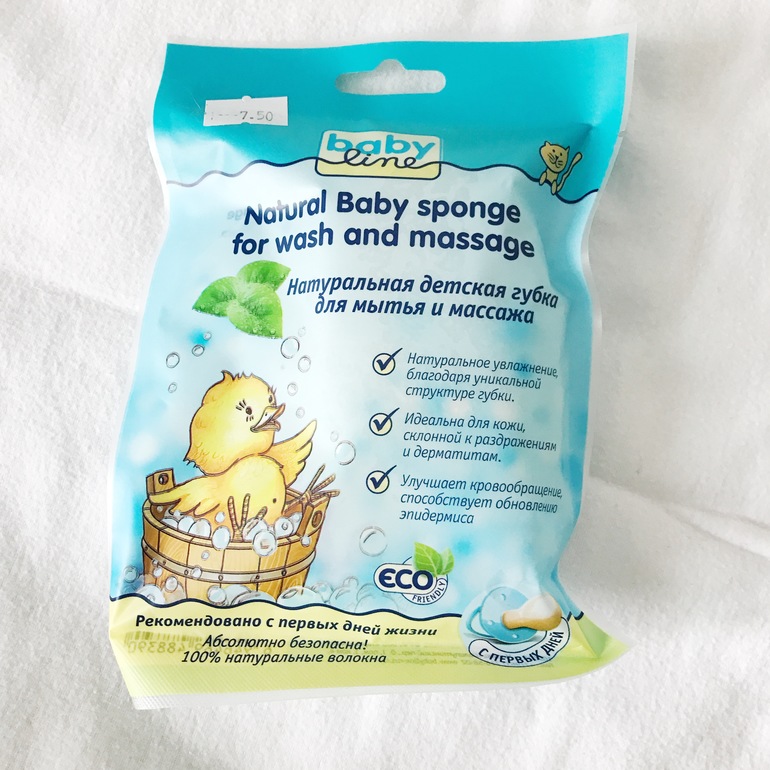 7.50
baby
line
Natural Baby sponge
for wash and massage
Натуральная детская губка
для мытья и массажа
Натуральное увлажнение,
благодаря уникальной
структуре губки.
Идеальна для кожи,
склонной к раздражениям
и дерматитам.
Улучшает кровообращение,
способствует обновлению
эпидермиса
ECO
FRIENDLY
Рекомендовано с первых дней жизни
Абсолютно безопасна!
100% натуральные волокна
С ПЕРВЫХ ДНЕЙ